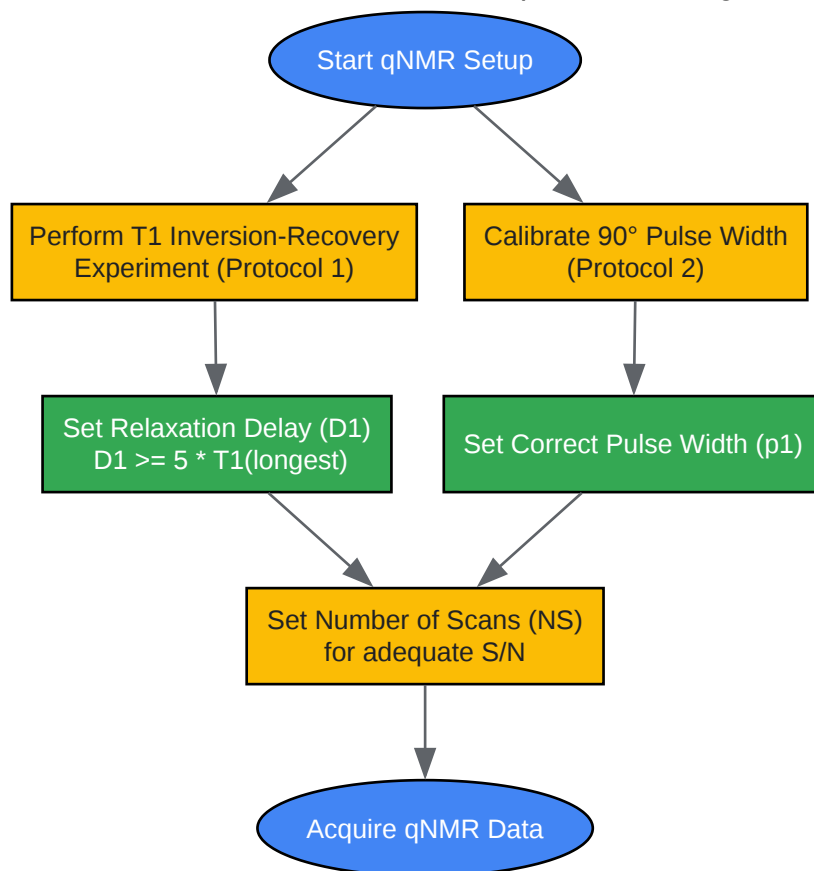 Start qNMR Setup
Perform T1 Inversion-Recovery
Experiment (Protocol 1)
Calibrate 90° Pulse Width
(Protocol 2)
Set Relaxation Delay (D1)
D1 >= 5 * T1(longest)
Set Correct Pulse Width (p1)
Set Number of Scans (NS)
for adequate S/N
Acquire qNMR Data